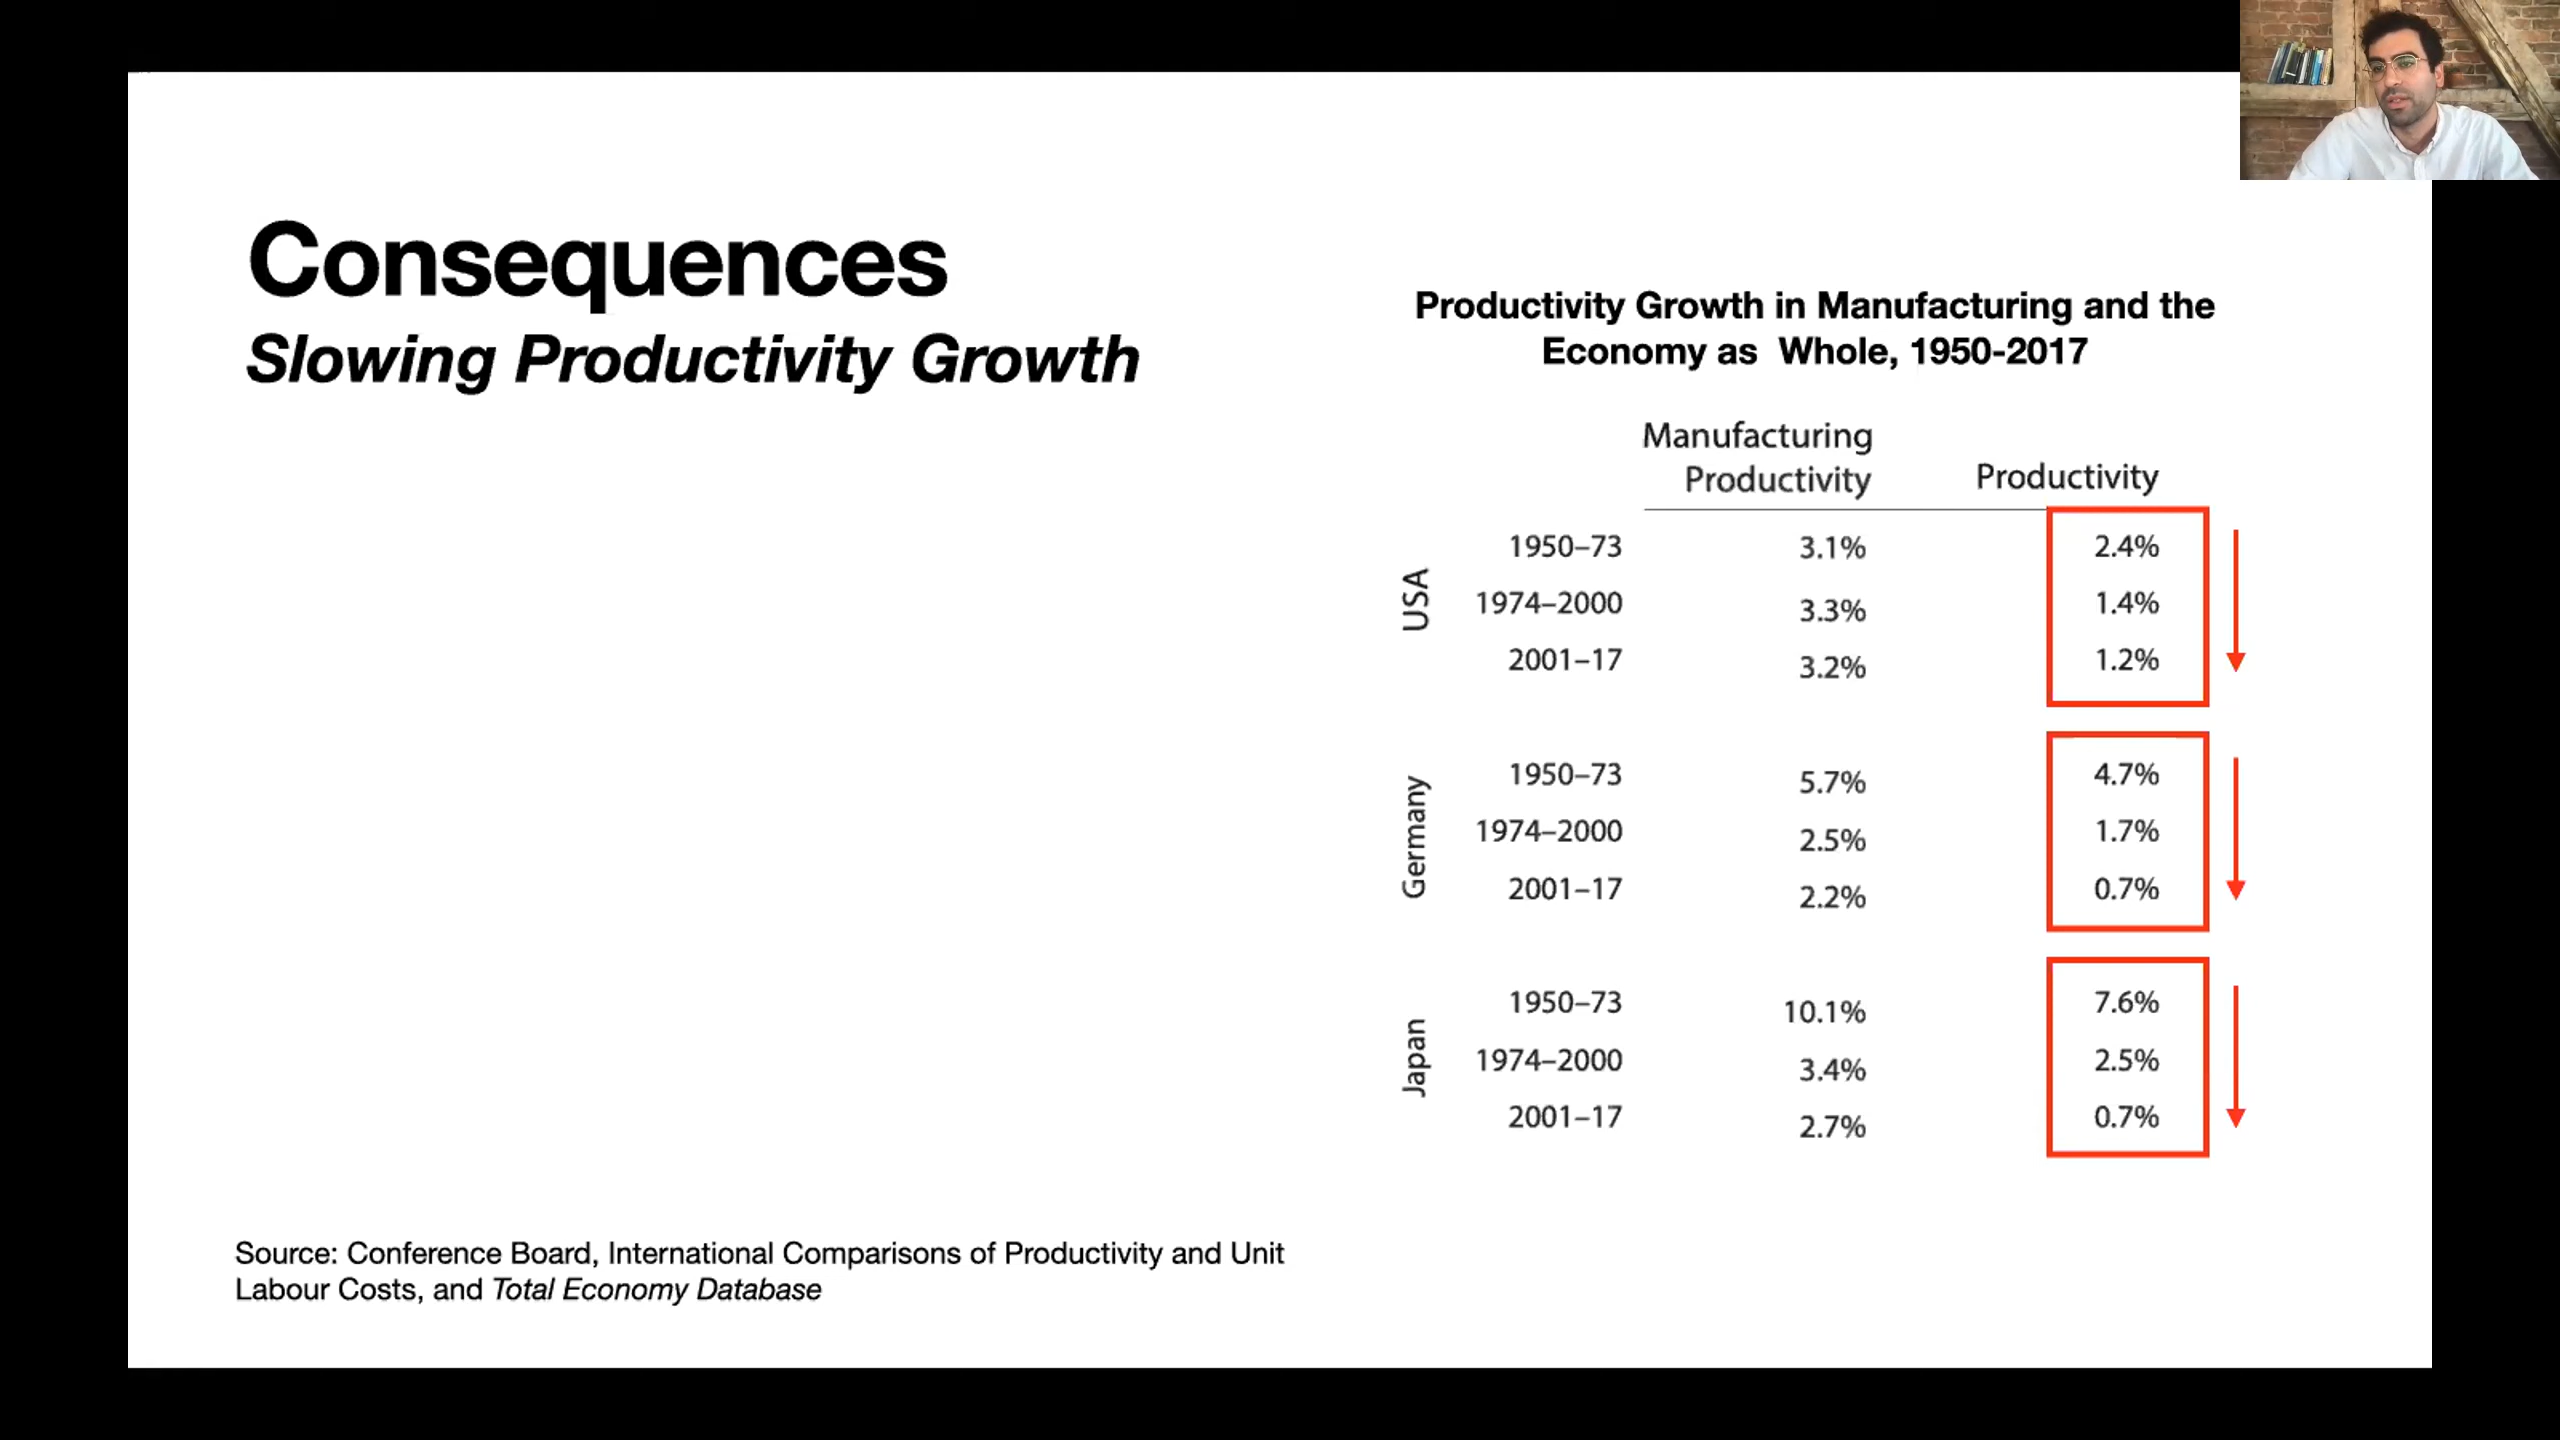 Consequences
Slowing Productivity Growth
Productivity Growth in Manufacturing and the
Economy as  Whole, 1950-2017
Manufacturing
Productivity
Productivity
USA
1950–73 3.1% 2.4%
1974–2000 3.3% 1.4%
2001–17 3.2% 1.2%
Germany
1950–73 5.7% 4.7%
1974–2000 2.5% 1.7%
2001–17 2.2% 0.7%
Japan
1950–73 10.1% 7.6%
1974–2000 3.4% 2.5%
2001–17 2.7% 0.7%
Source: Conference Board, International Comparisons of Productivity and Unit
Labour Costs, and Total Economy Database